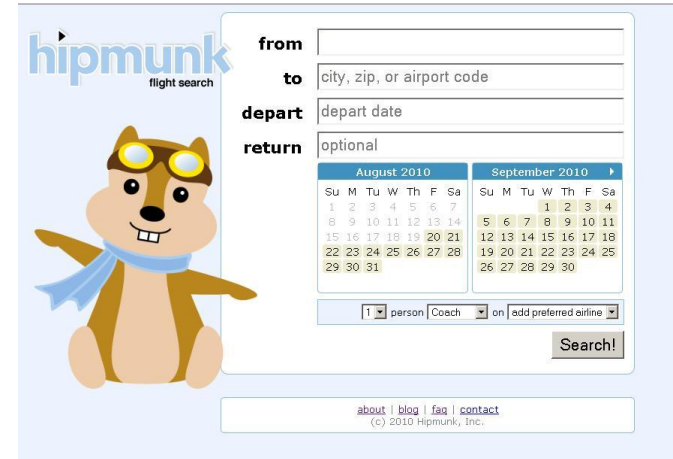 hipmunk
flight search
from
to city, zip, or airport code
depart depart date
return optional
August 2010
Su M Tu W Th F Sa
1 2 3 4 5 6 7
8 9 10 11 12 13 14
15 16 17 18 19 20 21
22 23 24 25 26 27 28
29 30 31
September 2010
Su M Tu W Th F Sa
1 2 3 4
5 6 7 8 9 10 11
12 13 14 15 16 17 18
19 20 21 22 23 24 25
26 27 28 29 30
1 person Coach on add preferred airline
Search!
about | blog | faq | contact
(c) 2010 Hipmunk, Inc.